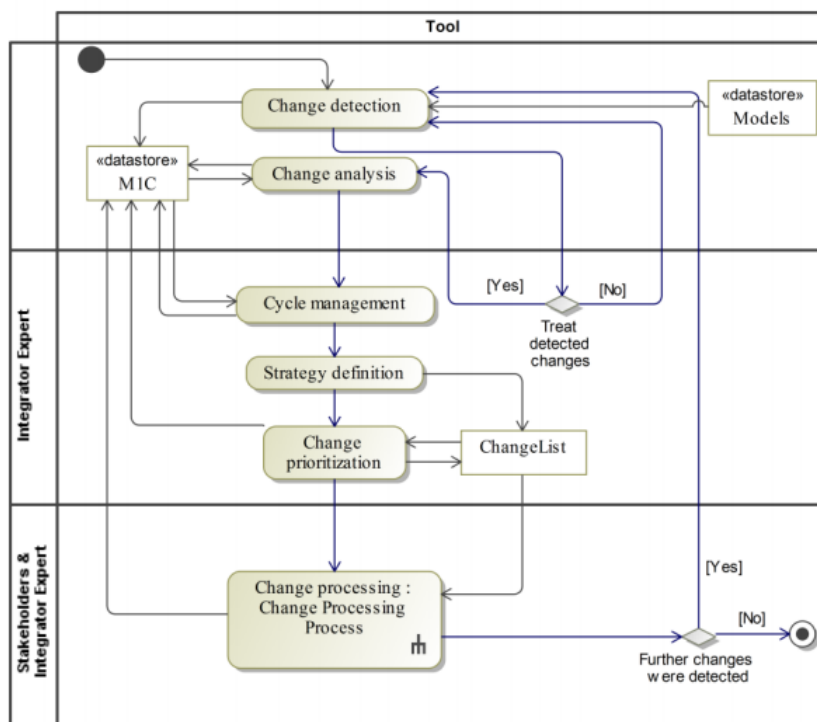 Tool
Change detection
«datastore»
Models
«datastore»
M1C
Change analysis
[Yes]
[No]
Cycle management
Treat
detected
changes
Integrator Expert
Strategy definition
Change
prioritization
ChangeList
Stakeholders &
Integrator Expert
Change processing :
Change Processing
Process
[Yes]
[No]
Further changes
were detected